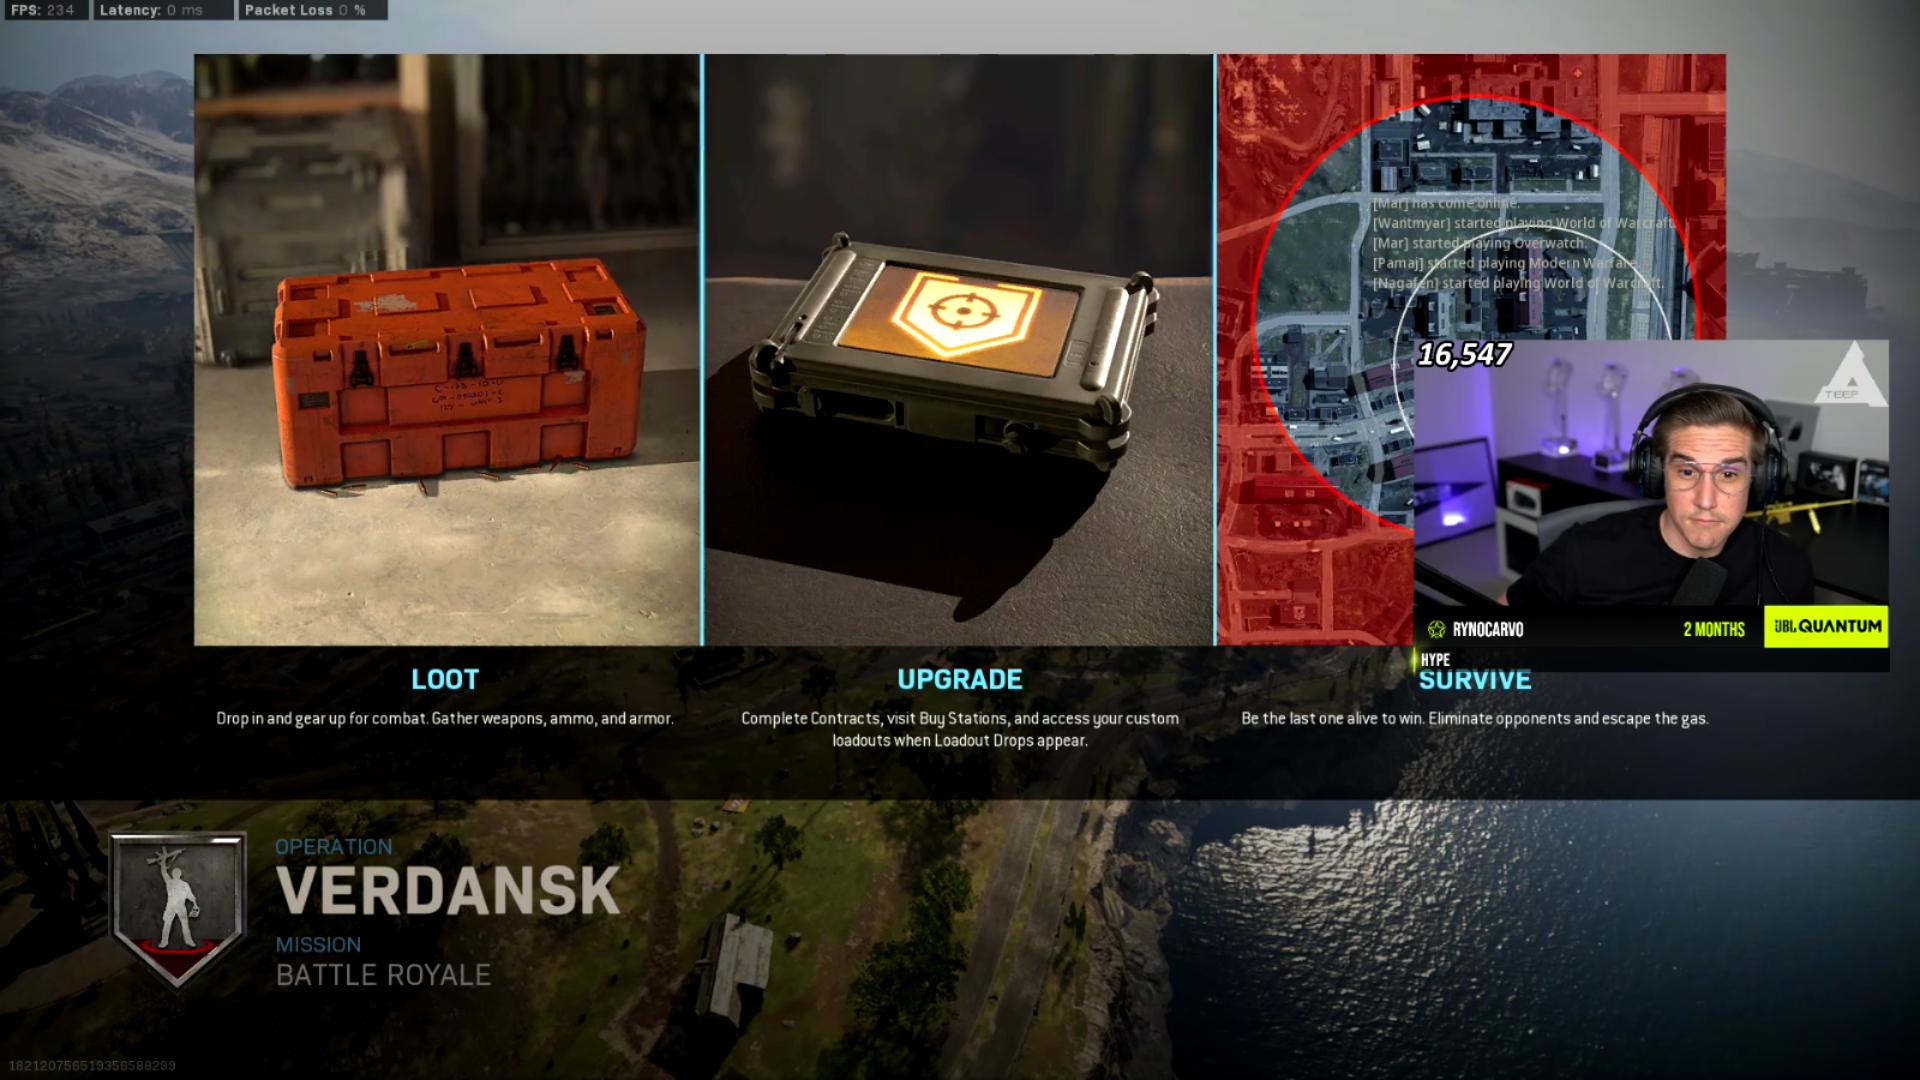 FPS: 234 Latency: 0 ms Packet Loss 0 %
[Mar] has come online.
[Wantmyar] started playing World of Warcraft.
[Mar] started playing Overwatch.
[Pamaj] started playing Modern Warfare.
[Nagafen] started playing World of Warcraft.
16,547
TEEP
RYNOCARVO 2 MONTHS
JBL QUANTUM
HYPE
LOOT
Drop in and gear up for combat. Gather weapons, ammo, and armor.
UPGRADE
Complete Contracts, visit Buy Stations, and access your custom
loadouts when Loadout Drops appear.
SURVIVE
Be the last one alive to win. Eliminate opponents and escape the gas.
OPERATION
VERDANSK
MISSION
BATTLE ROYALE
182120756519356588299